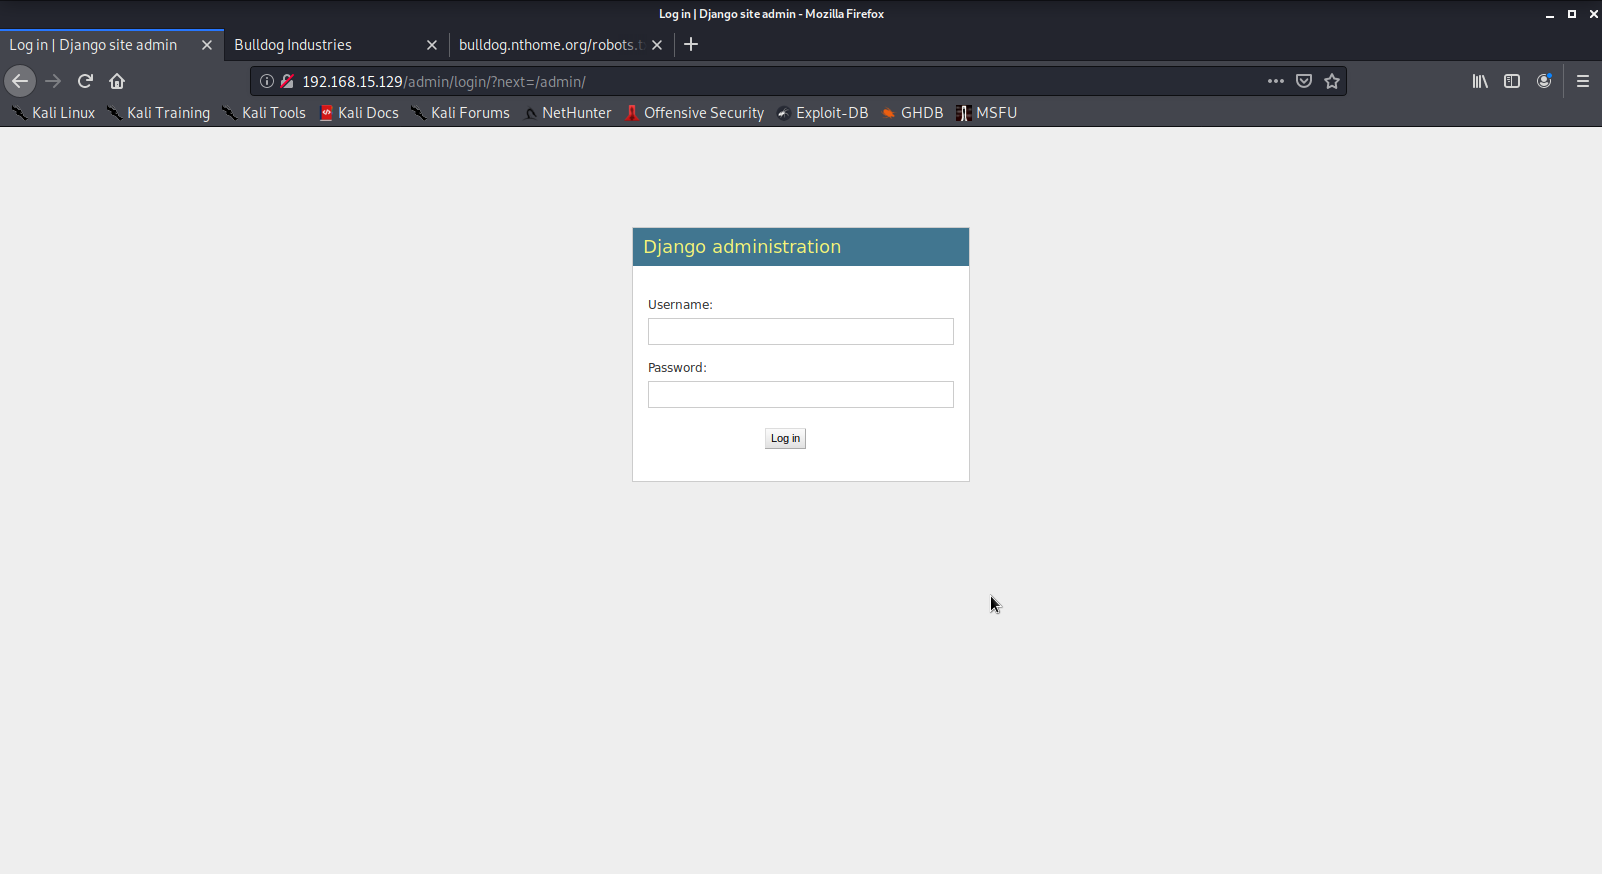 Log in | Django site admin - Mozilla Firefox
Log in | Django site admin
Bulldog Industries
bulldog.nthome.org/robots.t
192.168.15.129/admin/login/?next=/admin/
Kali Linux
Kali Training
Kali Tools
Kali Docs
Kali Forums
NetHunter
Offensive Security
Exploit-DB
GHDB
MSFU
Django administration
Username:
Password:
Log in